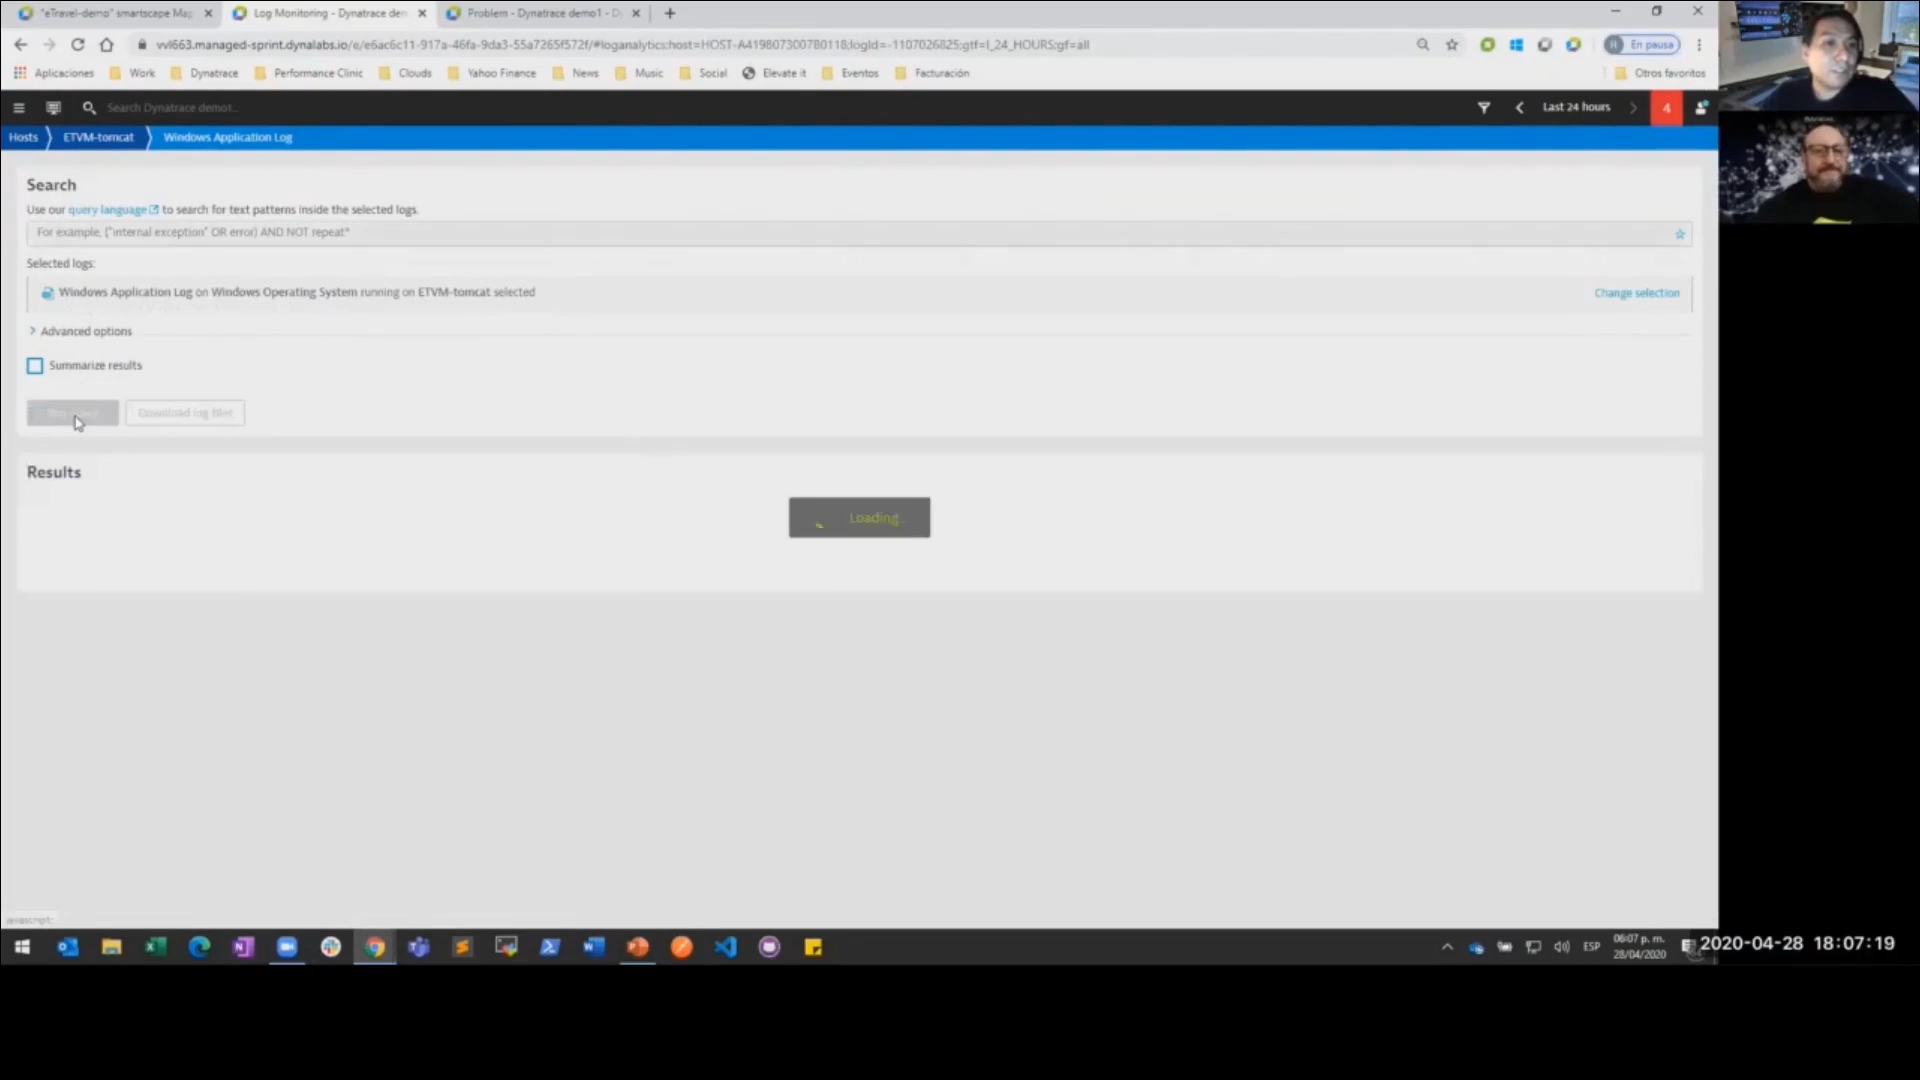 "eTravel-demo" smartscape Map
Log Monitoring - Dynatrace dem
Problem - Dynatrace demo1 - D
vvl663.managed-sprint.dynalabs.io/e/e6ac6c11-917a-46fa-9da3-55a7265f572f/#loganalytics;host=HOST-A419807300780118;logId=-1107026825;gtf=l_24_HOURS;gf=all
En pausa
Aplicaciones Work Dynatrace Performance Clinic Clouds Yahoo Finance News Music Social Elevate it Eventos Facturación Otros favoritos
Search Dynatrace demo1...
Last 24 hours
4
Hosts ETVM-tomcat Windows Application Log
Search
Use our query language to search for text patterns inside the selected logs.
For example, ("internal exception" OR error) AND NOT repeat*
Selected logs:
Windows Application Log on Windows Operating System running on ETVM-tomcat selected
Change selection
Advanced options
Summarize results
Download log files
Results
Loading...
javascript:
ESP
06:07 p. m.
28/04/2020
2020-04-28 18:07:19